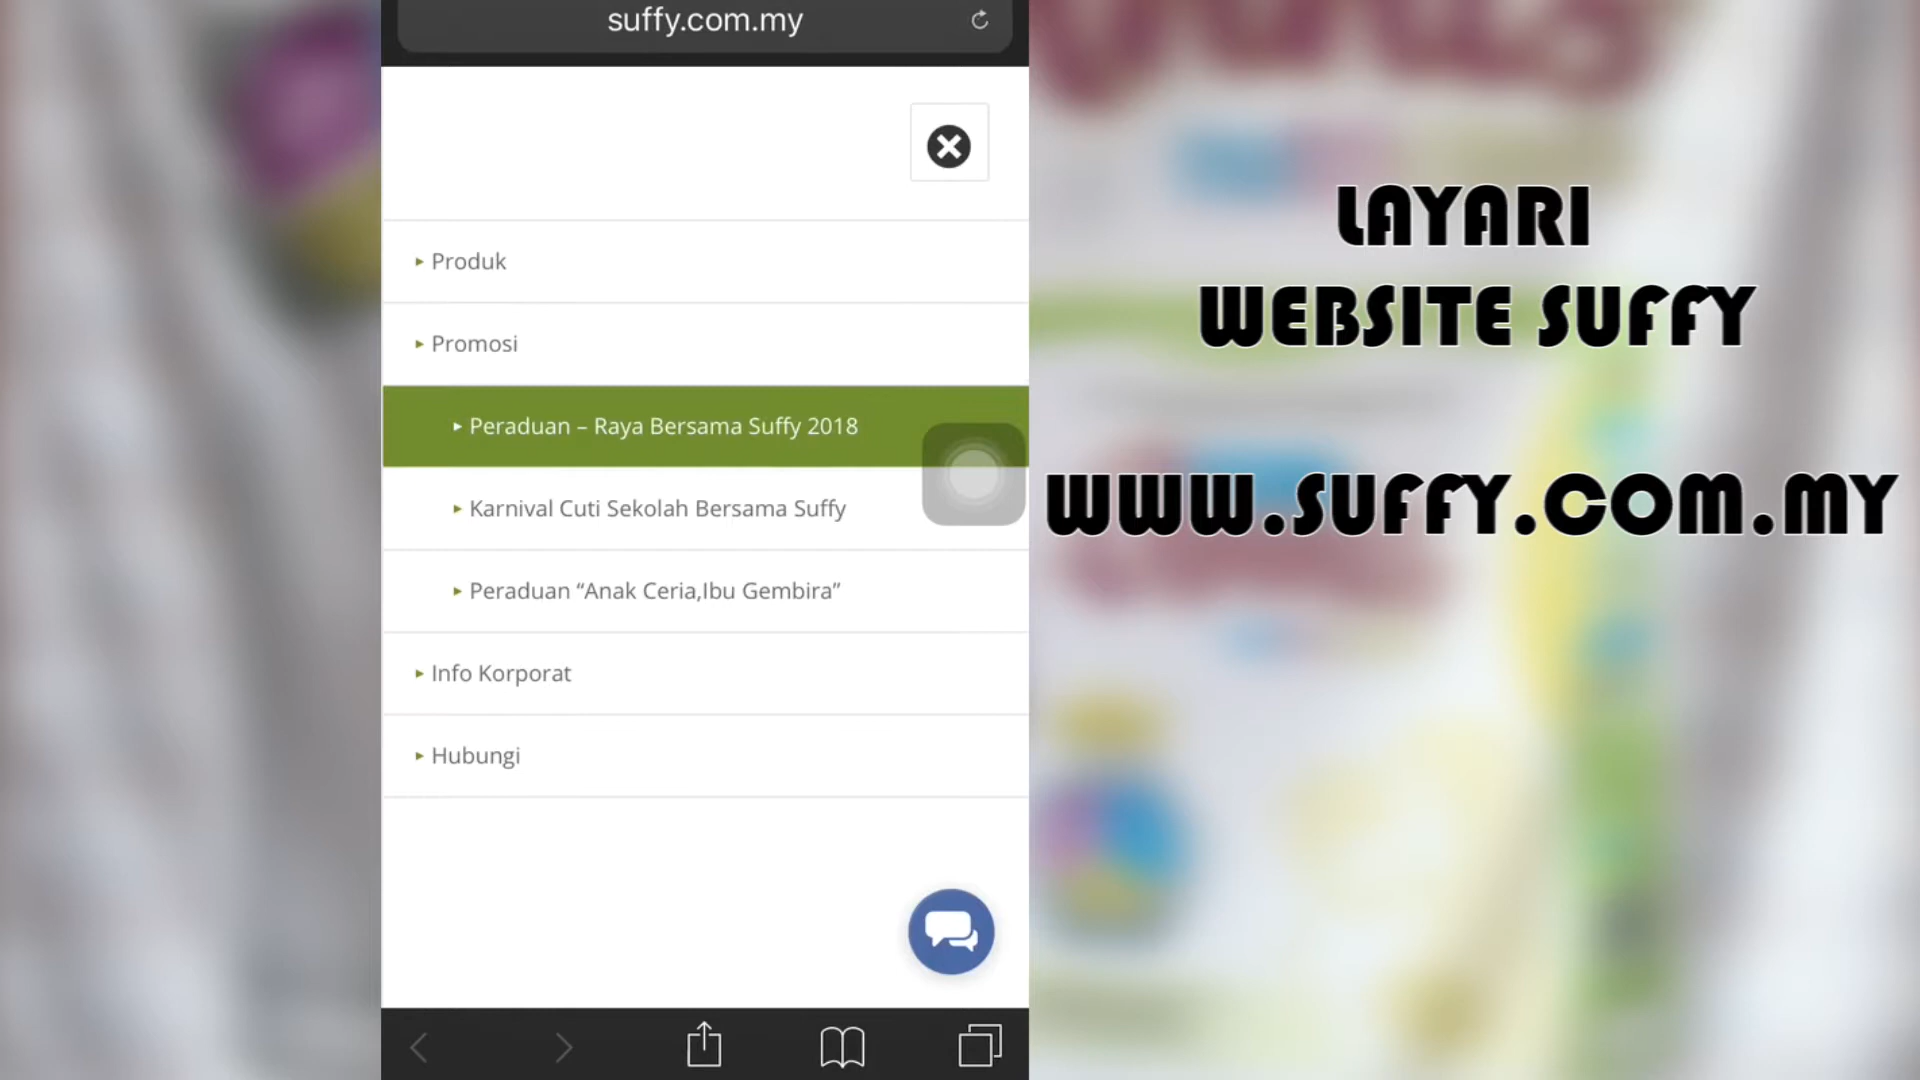 suffy.com.my
Produk
Promosi
Peraduan – Raya Bersama Suffy 2018
Karnival Cuti Sekolah Bersama Suffy
Peraduan “Anak Ceria,Ibu Gembira”
Info Korporat
Hubungi
LAYARI
WEBSITE SUFFY
WWW.SUFFY.COM.MY